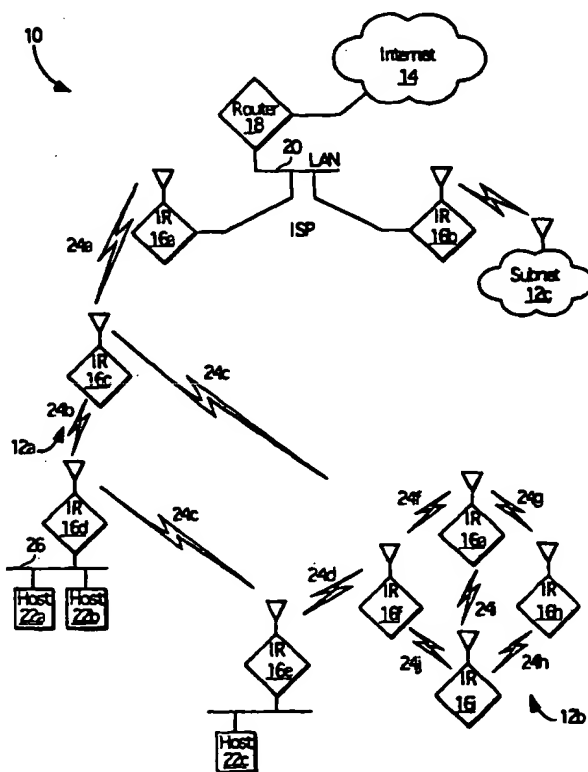 10
Internet
14
Router
18
20
LAN
IR
16a
ISP
IR
16b
24a
Subnet
12c
IR
16c
24c
24b
12a
IR
16d
24c
26
Host
22a
Host
22b
24d
24f
IR
16a
24g
IR
16f
24i
IR
16h
IR
16e
24j
24h
IR
16j
12b
Host
22c